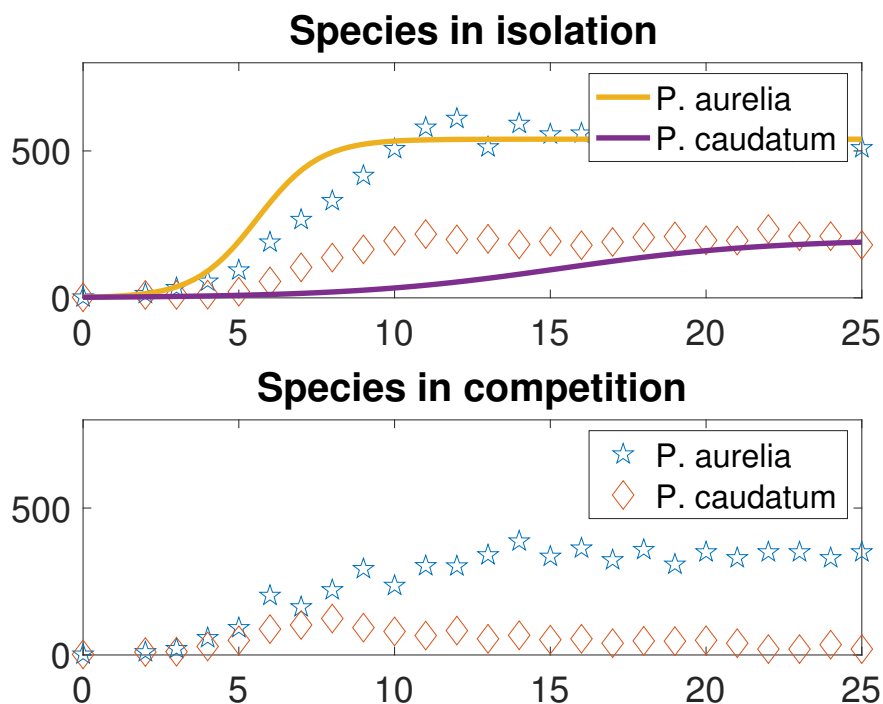 Species in isolation
P. aurelia
P. caudatum
500
0
0 5 10 15 20 25
Species in competition
P. aurelia
P. caudatum
500
0
0 5 10 15 20 25